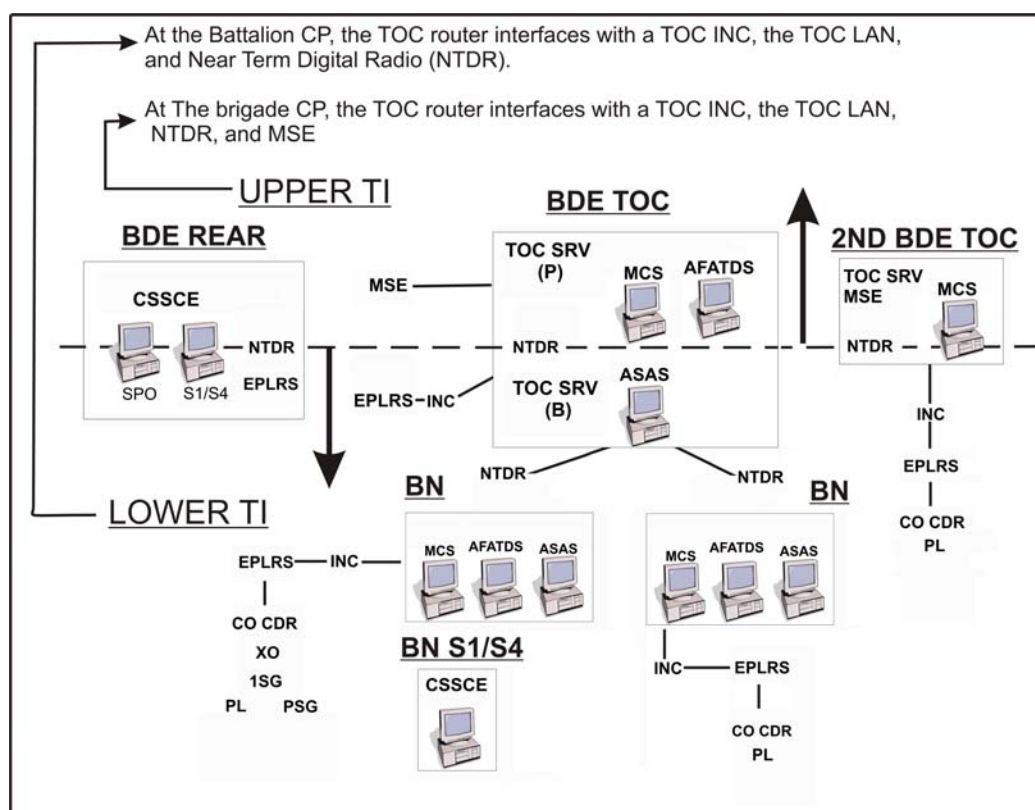 At the Battalion CP, the TOC router interfaces with a TOC INC, the TOC LAN,
and Near Term Digital Radio (NTDR).
At The brigade CP, the TOC router interfaces with a TOC INC, the TOC LAN,
NTDR, and MSE
UPPER TI
BDE REAR
CSSCE
SPO
S1/S4
NTDR
EPLRS
MSE
EPLRS
INC
BDE TOC
TOC SRV
(P)
MCS
AFATDS
NTDR
TOC SRV
(B)
ASAS
NTDR
NTDR
2ND BDE TOC
TOC SRV
MSE
MCS
NTDR
INC
EPLRS
CO CDR
PL
LOWER TI
BN
MCS
AFATDS
ASAS
EPLRS
INC
CO CDR
XO
1SG
PL
PSG
BN S1/S4
CSSCE
BN
MCS
AFATDS
ASAS
INC
EPLRS
CO CDR
PL